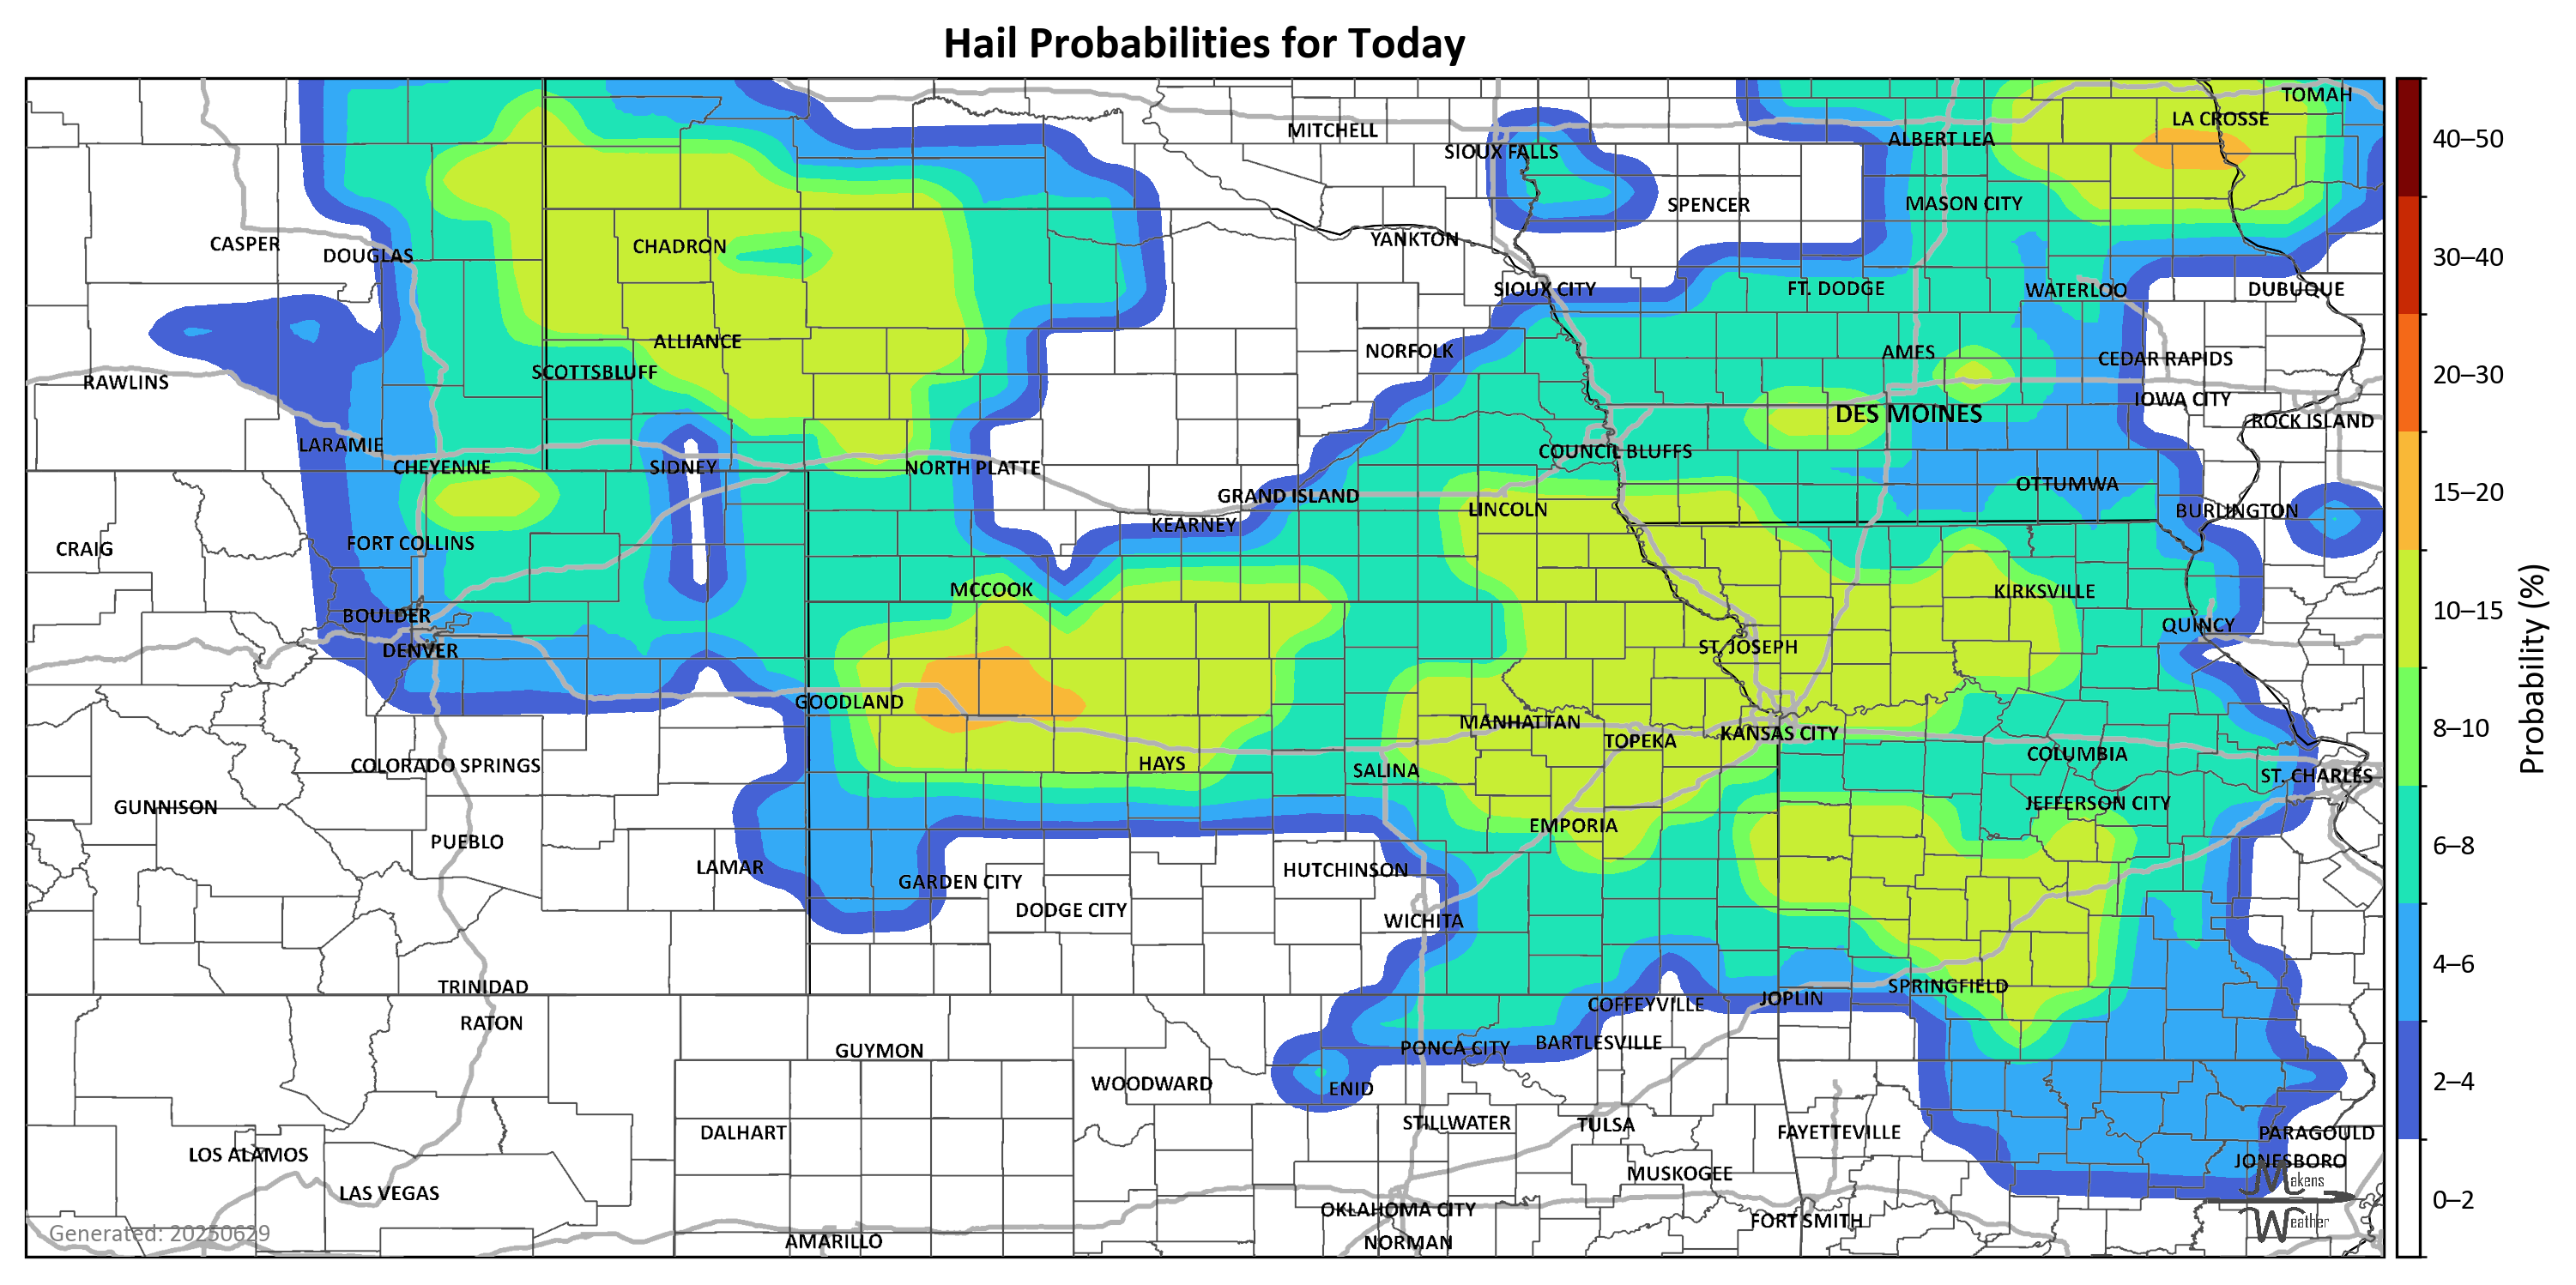 Hail Probabilities for Today
TOMAH
LA CROSSE
MITCHELL
ALBERT LEA
SIOUX FALLS
SPENCER
MASON CITY
YANKTON
CASPER
DOUGLAS
CHADRON
SIOUX CITY
FT. DODGE
WATERLOO
DUBUQUE
ALLIANCE
NORFOLK
AMES
CEDAR RAPIDS
RAWLINS
SCOTTSBLUFF
IOWA CITY
DES MOINES
ROCK ISLAND
LARAMIE
COUNCIL BLUFFS
CHEYENNE
SIDNEY
NORTH PLATTE
OTTUMWA
GRAND ISLAND
LINCOLN
BURLINGTON
KEARNEY
CRAIG
FORT COLLINS
MCCOOK
KIRKSVILLE
BOULDER
QUINCY
DENVER
ST. JOSEPH
GOODLAND
MANHATTAN
TOPEKA
KANSAS CITY
COLUMBIA
COLORADO SPRINGS
HAYS
SALINA
ST. CHARLES
GUNNISON
JEFFERSON CITY
EMPORIA
PUEBLO
LAMAR
HUTCHINSON
GARDEN CITY
DODGE CITY
WICHITA
TRINIDAD
SPRINGFIELD
JOPLIN
COFFEYVILLE
RATON
BARTLESVILLE
GUYMON
PONCA CITY
WOODWARD
ENID
STILLWATER
TULSA
DALHART
FAYETTEVILLE
PARAGOULD
LOS ALAMOS
JONESBORO
MUSKOGEE
LAS VEGAS
OKLAHOMA CITY
FORT SMITH
AMARILLO
NORMAN
Generated: 20250629
Makens
Weather
40–50
30–40
20–30
15–20
10–15
8–10
6–8
4–6
2–4
0–2
Probability (%)